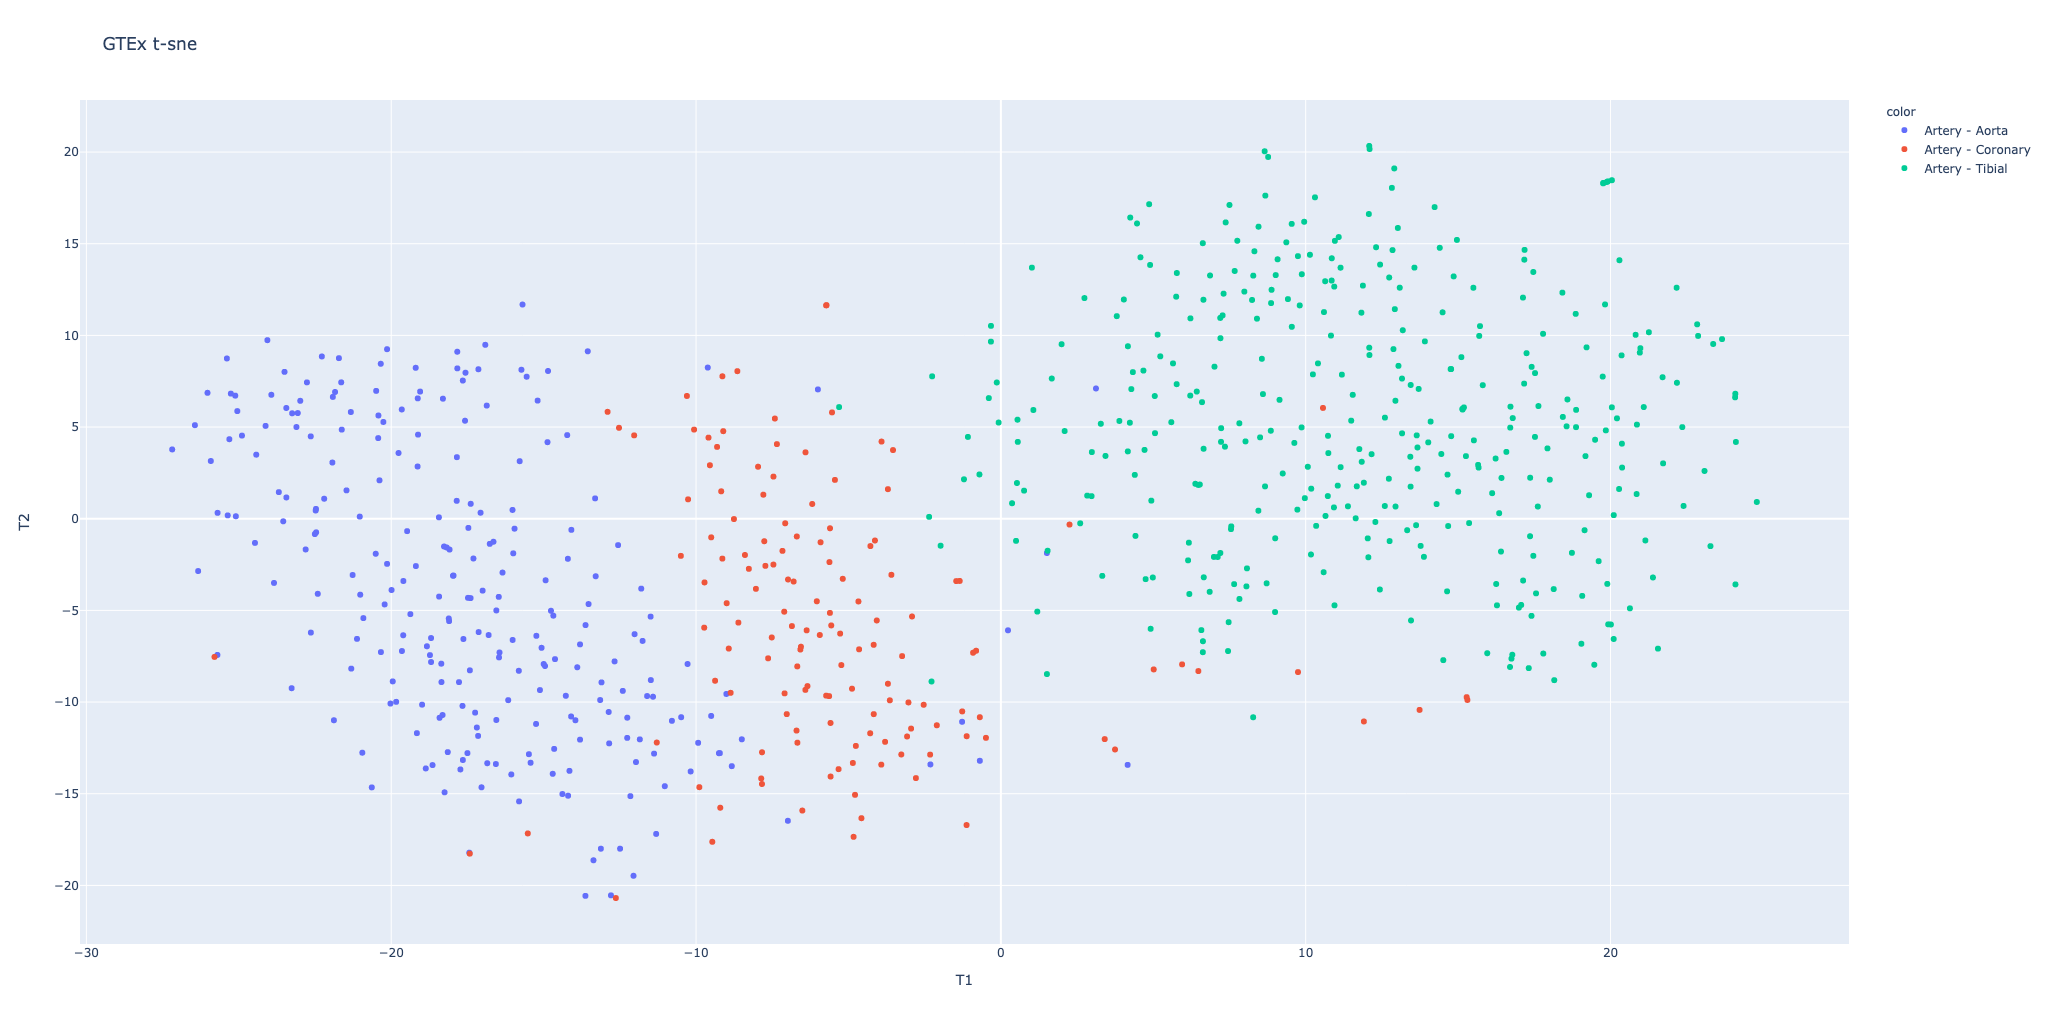 GTEx t-sne
color
Artery - Aorta
Artery - Coronary
Artery - Tibial
20
15
10
5
0
−5
−10
−15
−20
T2
−30 −20 −10 0 10 20
T1